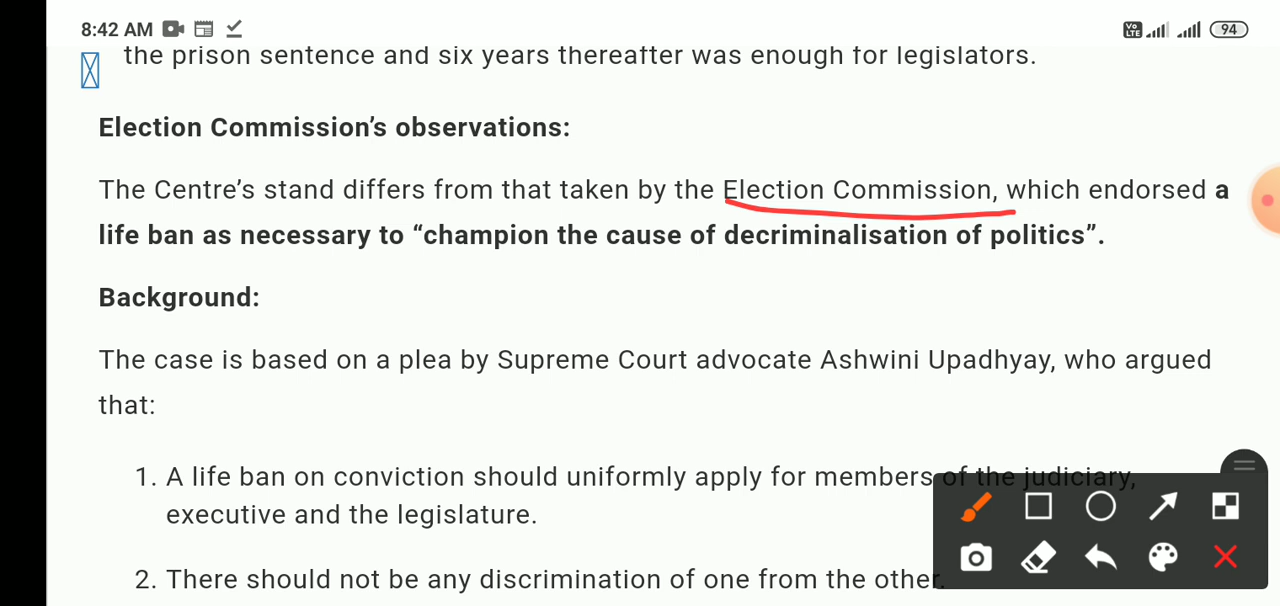 8:42 AM
Vo LTE 94
the prison sentence and six years thereafter was enough for legislators.
Election Commission’s observations:
The Centre’s stand differs from that taken by the Election Commission, which endorsed a
life ban as necessary to “champion the cause of decriminalisation of politics”.
Background:
The case is based on a plea by Supreme Court advocate Ashwini Upadhyay, who argued
that:
1. A life ban on conviction should uniformly apply for members of the judiciary,
executive and the legislature.
2. There should not be any discrimination of one from the other.